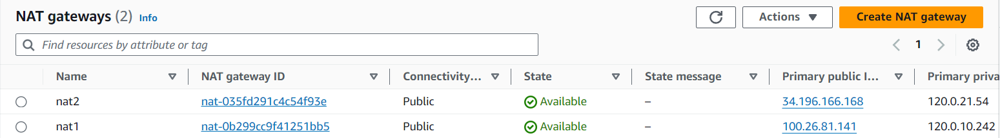 NAT gateways (2) Info
Actions
Create NAT gateway
Find resources by attribute or tag
1
Name NAT gateway ID Connectivity... State State message Primary public I... Primary priva
nat2 nat-035fd291c4c54f93e Public Available – 34.196.166.168 120.0.21.54
nat1 nat-0b299cc9f41251bb5 Public Available – 100.26.81.141 120.0.10.242